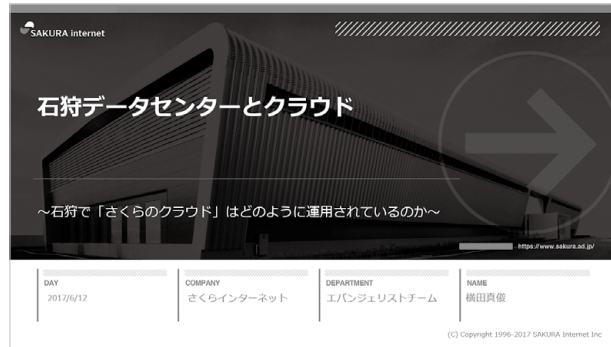 SAKURA internet
石狩データセンターとクラウド
～石狩で「さくらのクラウド」はどのように運用されているのか～
https://www.sakura.ad.jp/
DAY
2017/6/12
COMPANY
さくらインターネット
DEPARTMENT
エバンジェリストチーム
NAME
横田真俊
(C) Copyright 1996-2017 SAKURA Internet Inc